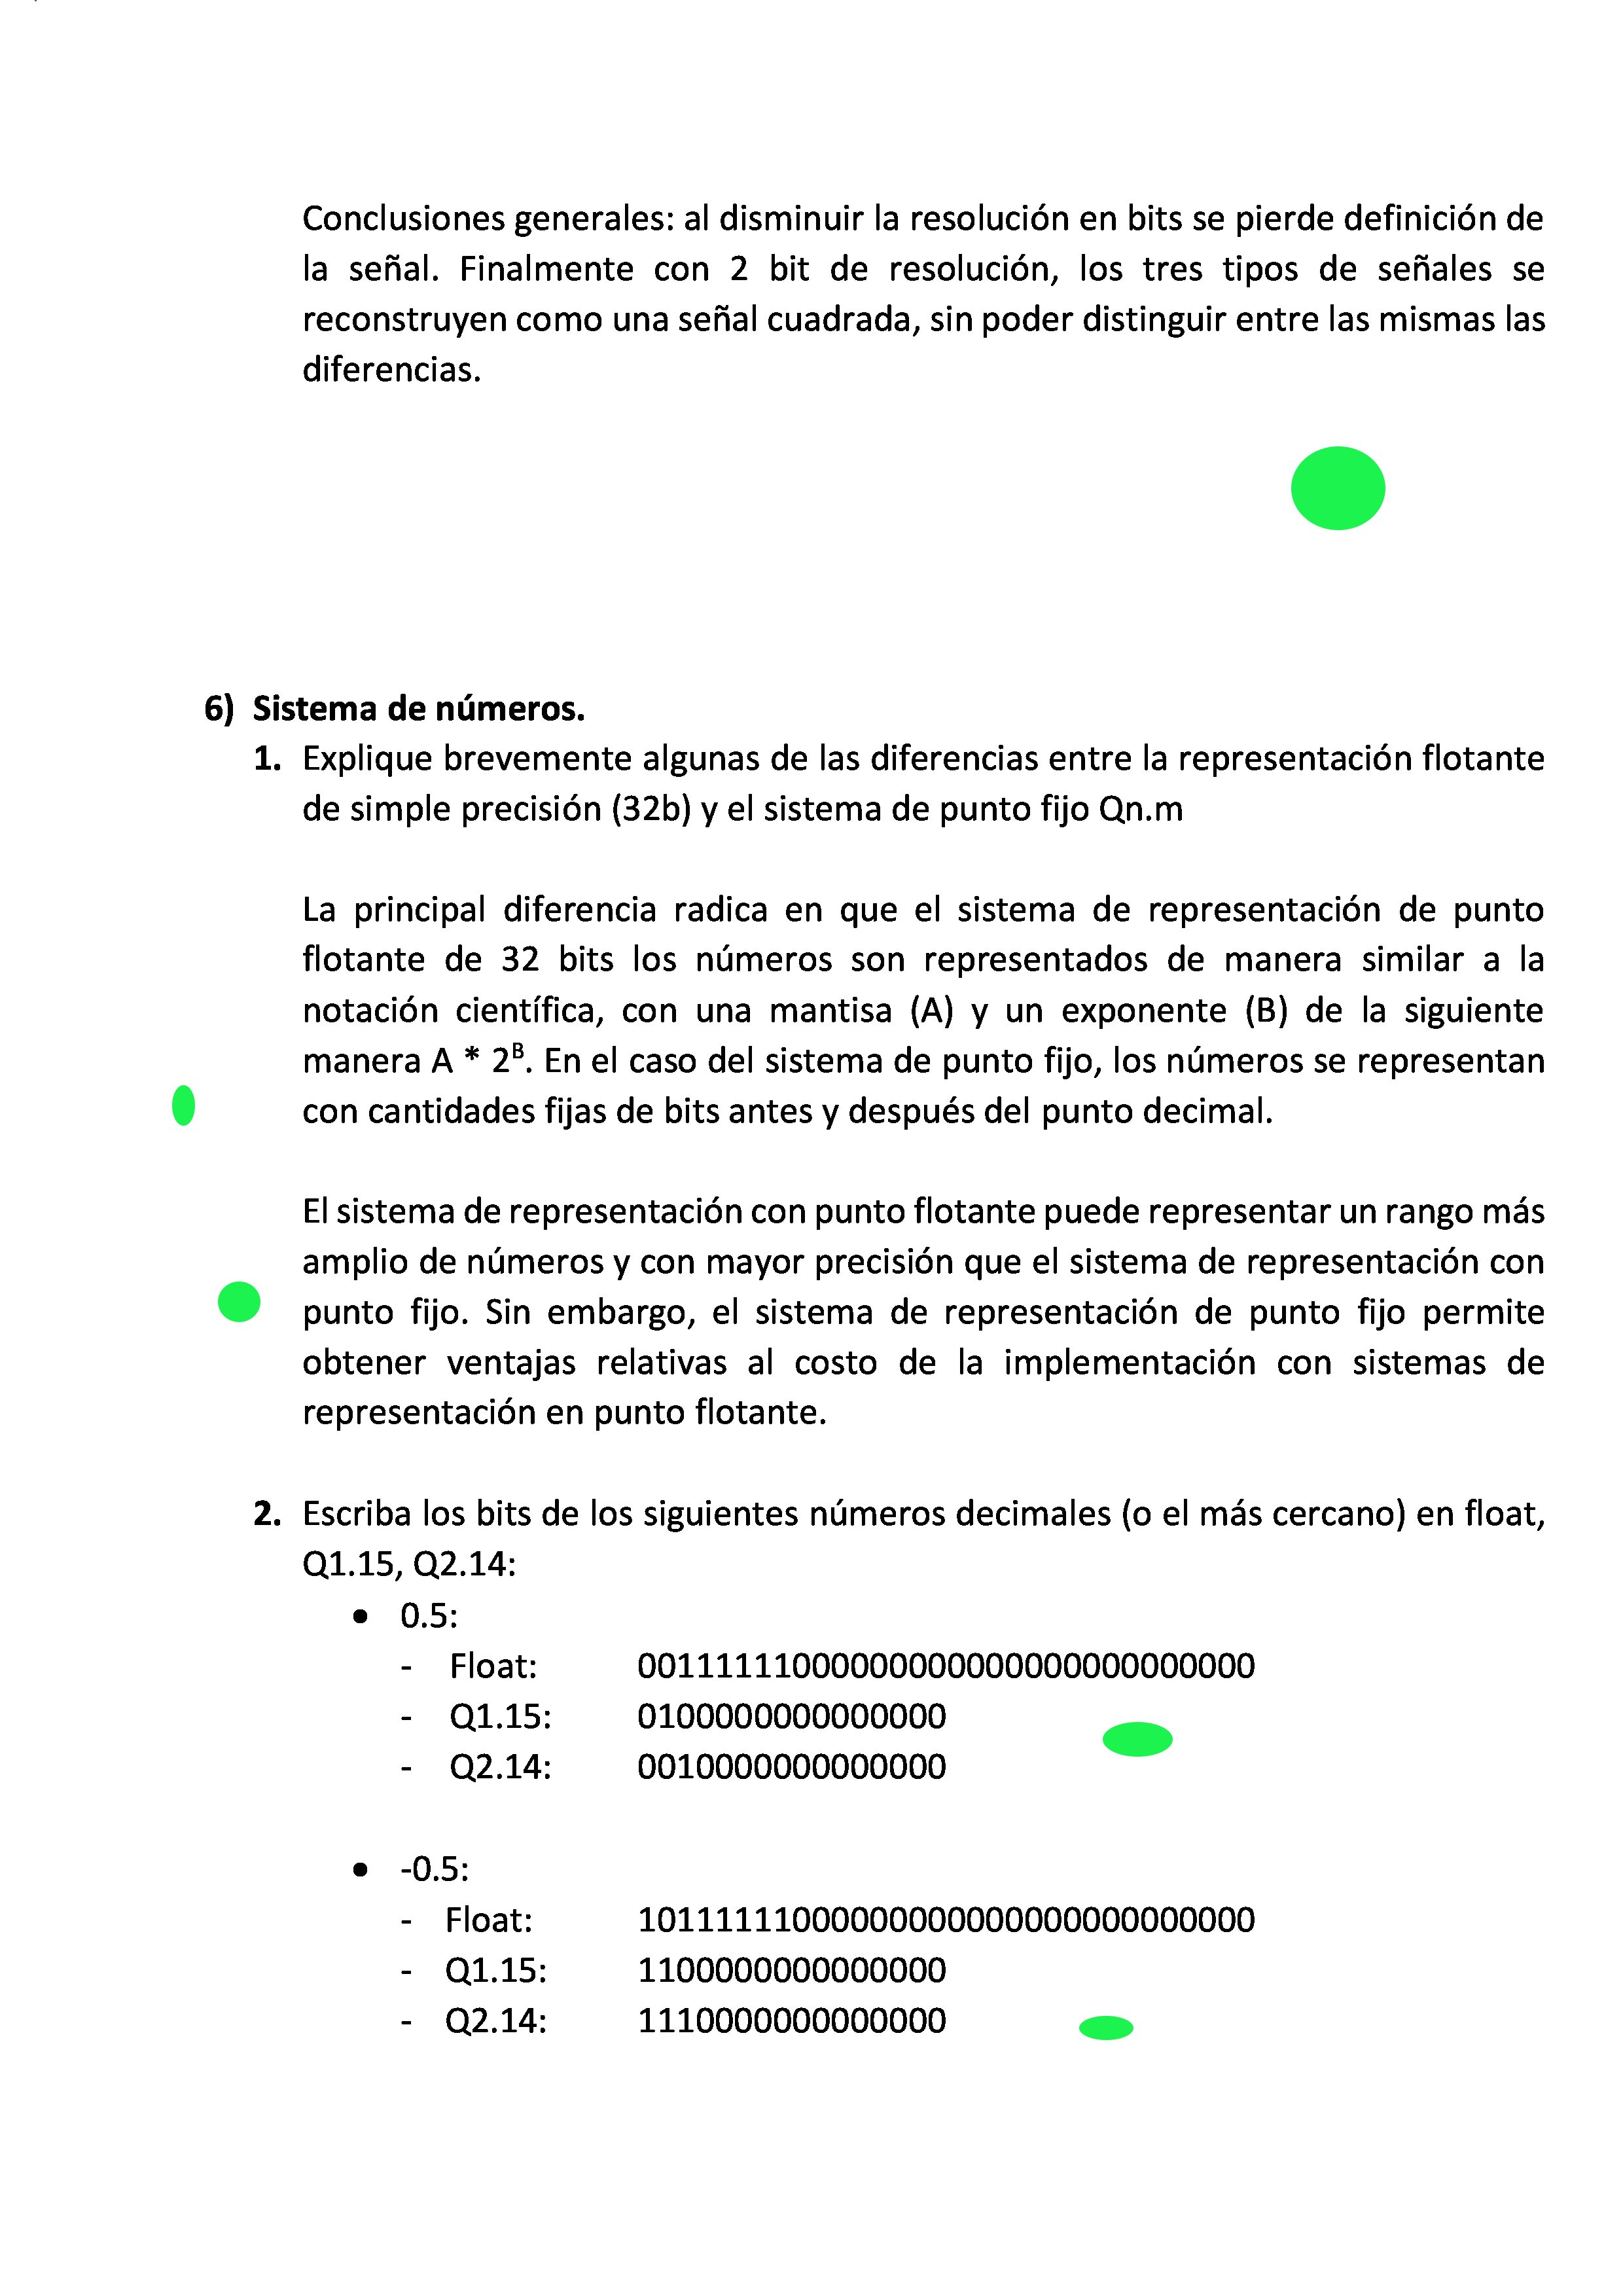 Conclusiones generales: al disminuir la resolución en bits se pierde definición de
la señal. Finalmente con 2 bit de resolución, los tres tipos de señales se
reconstruyen como una señal cuadrada, sin poder distinguir entre las mismas las
diferencias.
6) Sistema de números.
1. Explique brevemente algunas de las diferencias entre la representación flotante
de simple precisión (32b) y el sistema de punto fijo Qn.m
La principal diferencia radica en que el sistema de representación de punto
flotante de 32 bits los números son representados de manera similar a la
notación científica, con una mantisa (A) y un exponente (B) de la siguiente
manera A * 2ᴮ. En el caso del sistema de punto fijo, los números se representan
con cantidades fijas de bits antes y después del punto decimal.
El sistema de representación con punto flotante puede representar un rango más
amplio de números y con mayor precisión que el sistema de representación con
punto fijo. Sin embargo, el sistema de representación de punto fijo permite
obtener ventajas relativas al costo de la implementación con sistemas de
representación en punto flotante.
2. Escriba los bits de los siguientes números decimales (o el más cercano) en float,
Q1.15, Q2.14:
• 0.5:
- Float: 00111111000000000000000000000000
- Q1.15: 0100000000000000
- Q2.14: 0010000000000000
• -0.5:
- Float: 10111111000000000000000000000000
- Q1.15: 1100000000000000
- Q2.14: 1110000000000000